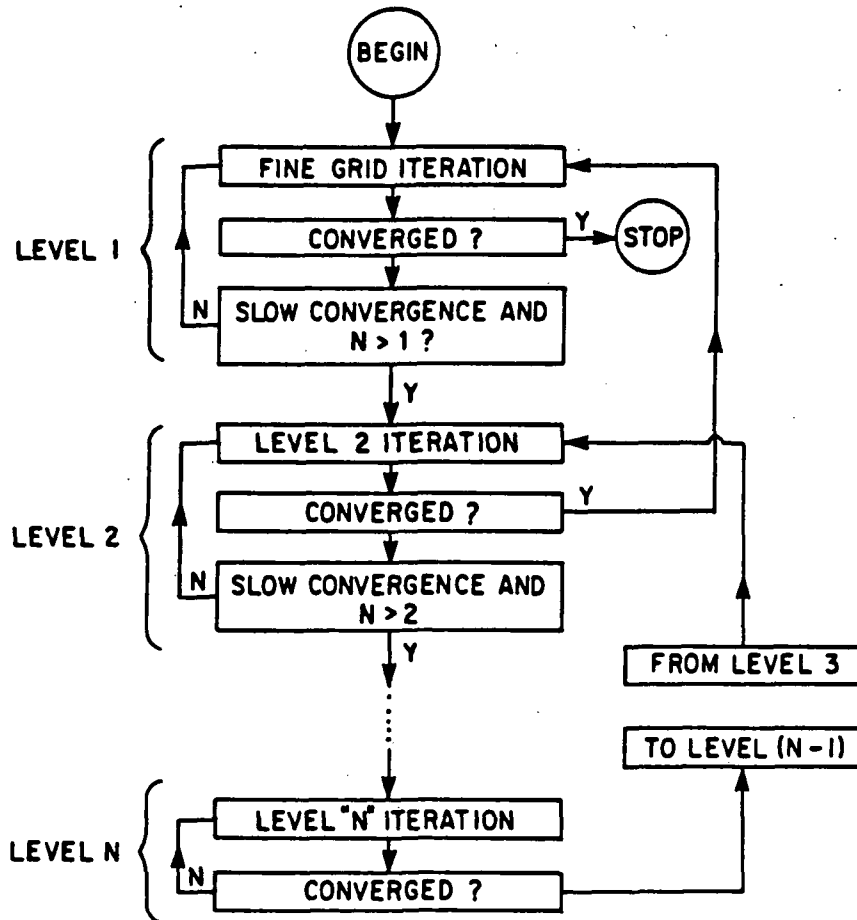 BEGIN
FINE GRID ITERATION
CONVERGED ?
Y
STOP
LEVEL 1
N
SLOW CONVERGENCE AND
N > 1 ?
Y
LEVEL 2 ITERATION
CONVERGED ?
Y
LEVEL 2
N
SLOW CONVERGENCE AND
N > 2
Y
FROM LEVEL 3
TO LEVEL (N - 1)
LEVEL "N" ITERATION
LEVEL N
N
CONVERGED ?